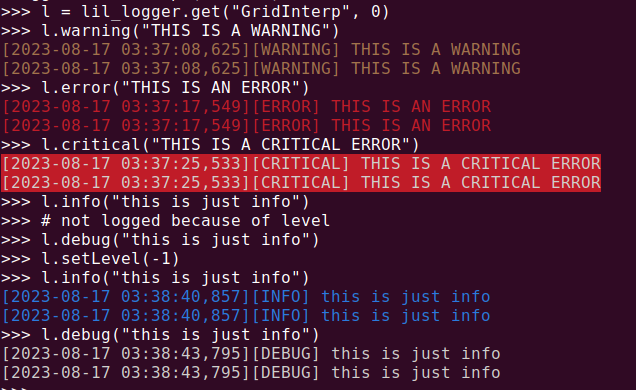 >>> l = lil_logger.get("GridInterp", 0)
>>> l.warning("THIS IS A WARNING")
[2023-08-17 03:37:08,625][WARNING] THIS IS A WARNING
[2023-08-17 03:37:08,625][WARNING] THIS IS A WARNING
>>> l.error("THIS IS AN ERROR")
[2023-08-17 03:37:17,549][ERROR] THIS IS AN ERROR
[2023-08-17 03:37:17,549][ERROR] THIS IS AN ERROR
>>> l.critical("THIS IS A CRITICAL ERROR")
[2023-08-17 03:37:25,533][CRITICAL] THIS IS A CRITICAL ERROR
[2023-08-17 03:37:25,533][CRITICAL] THIS IS A CRITICAL ERROR
>>> l.info("this is just info")
>>> # not logged because of level
>>> l.debug("this is just info")
>>> l.setLevel(-1)
>>> l.info("this is just info")
[2023-08-17 03:38:40,857][INFO] this is just info
[2023-08-17 03:38:40,857][INFO] this is just info
>>> l.debug("this is just info")
[2023-08-17 03:38:43,795][DEBUG] this is just info
[2023-08-17 03:38:43,795][DEBUG] this is just info
>>>